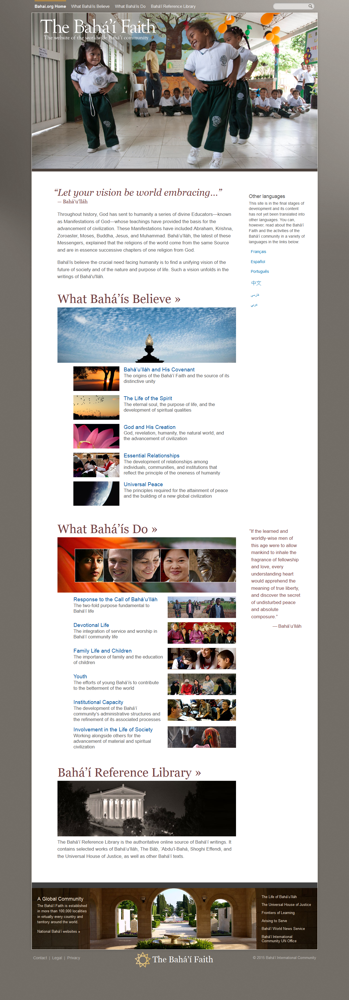 Bahai.org Home What Bahá’ís Believe What Bahá’ís Do Bahá’í Reference Library
The Bahá’í Faith
The website of the worldwide Bahá’í community
“Let your vision be world embracing…”
— Bahá’u’lláh
Throughout history, God has sent to humanity a series of divine Educators—known
as Manifestations of God—whose teachings have provided the basis for the
advancement of civilization. These Manifestations have included Abraham, Krishna,
Zoroaster, Moses, Buddha, Jesus, and Muhammad. Bahá’u’lláh, the latest of these
Messengers, explained that the religions of the world come from the same Source
and are in essence successive chapters of one religion from God.
Bahá'ís believe the crucial need facing humanity is to find a unifying vision of the
future of society and of the nature and purpose of life. Such a vision unfolds in the
writings of Bahá'u'lláh.
Other languages
This site is in the final stages of
development and its content
has not yet been translated into
other languages. You can,
however, read about the Bahá’í
Faith and the activities of the
Bahá’í community in a variety of
languages in the links below:
Français
Español
Português
中文
فارسی
عربي
What Bahá’ís Believe »
Bahá’u’lláh and His Covenant
The origins of the Bahá’í Faith and the source of its
distinctive unity
The Life of the Spirit
The eternal soul, the purpose of life, and the
development of spiritual qualities
God and His Creation
God, revelation, humanity, the natural world, and
the advancement of civilization
Essential Relationships
The development of relationships among
individuals, communities, and institutions that
reflect the principle of the oneness of humanity
Universal Peace
The principles required for the attainment of peace
and the building of a new global civilization
What Bahá’ís Do »
Response to the Call of Bahá’u’lláh
The two-fold purpose fundamental to
Bahá’í life
Devotional Life
The integration of service and worship in
Bahá’í community life
Family Life and Children
The importance of family and the education
of children
Youth
The efforts of young Bahá’ís to contribute
to the betterment of the world
Institutional Capacity
The development of the Bahá’í
community’s administrative structures and
the refinement of its associated processes
Involvement in the Life of Society
Working alongside others for the
advancement of material and spiritual
civilization
“If the learned and
worldly-wise men of
this age were to allow
mankind to inhale the
fragrance of fellowship
and love, every
understanding heart
would apprehend the
meaning of true liberty,
and discover the secret
of undisturbed peace
and absolute
composure.”
— Bahá’u’lláh
Bahá’í Reference Library »
The Bahá’í Reference Library is the authoritative online source of Bahá’í writings. It
contains selected works of Bahá’u’lláh, The Báb, ‘Abdu’l-Bahá, Shoghi Effendi, and
the Universal House of Justice, as well as other Bahá’í texts.
A Global Community
The Bahá’í Faith is established
in more than 100,000 localities
in virtually every country and
territory around the world.
National Bahá’í websites »
The Life of Bahá’u’lláh
The Universal House of Justice
Frontiers of Learning
Arising to Serve
Bahá’í World News Service
Bahá’í International
Community UN Office
Contact | Legal | Privacy
The Bahá’í Faith
© 2015 Bahá’í International Community